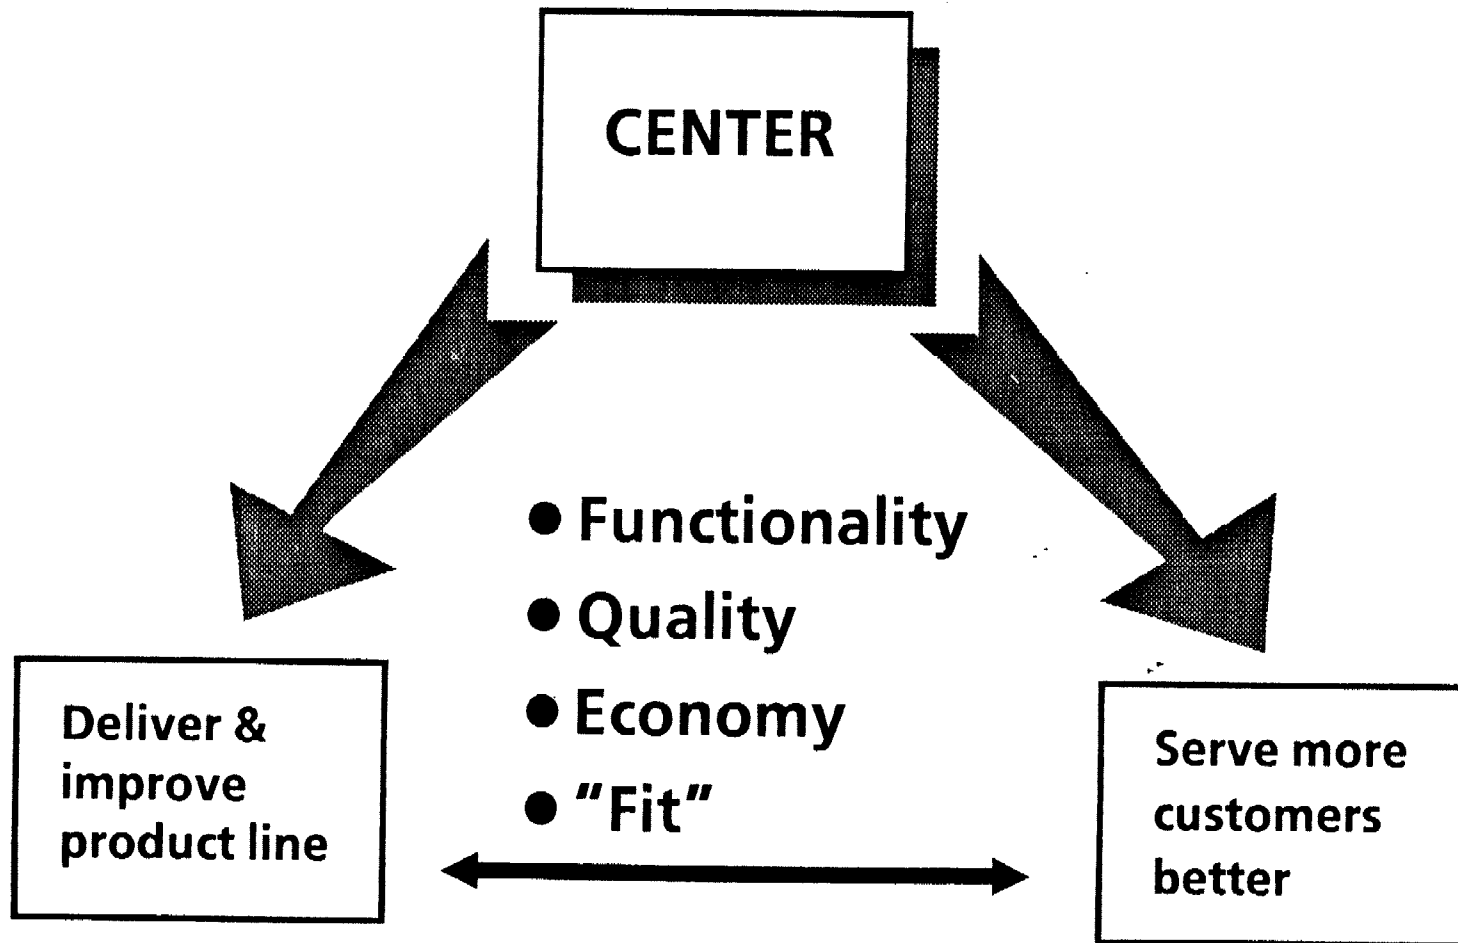 CENTER
● Functionality
● Quality
● Economy
● "Fit"
Deliver &
improve
product line
Serve more
customers
better